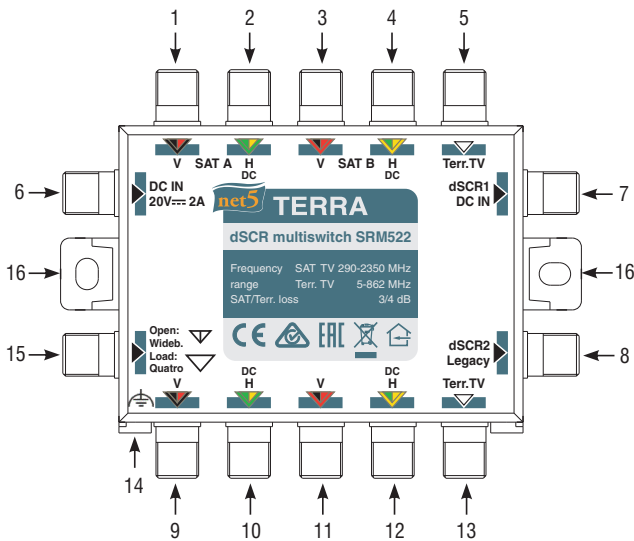 1 2 3 4 5
V SAT A H V SAT B H Terr.TV
DC DC
6
DC IN
20V⎓2A
net5
TERRA
dSCR1
DC IN
7
dSCR multiswitch SRM522
Frequency SAT TV 290-2350 MHz
range Terr. TV 5-862 MHz
SAT/Terr. loss 3/4 dB
16
16
CE EAC
15
Open:
Wideb.
Load:
Quatro
dSCR2
Legacy
8
DC DC
V H V H Terr.TV
14
9 10 11 12 13